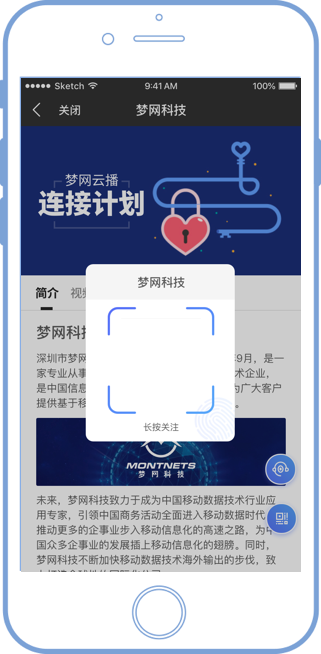 Sketch 9:41 AM 100%
关闭 梦网科技
梦网云播
连接计划
简介 视
梦网科技
梦网科
长按关注
深圳市梦网 年9月，是一
家专业从事 术企业，
是中国信息 为广大客户
提供基于移 。
MONTNETS
梦网科技
未来，梦网科技致力于成为中国移动数据技术行业应
用专家，引领中国商务活动全面进入移动数据时代
推动更多的企事业步入移动信息化的高速之路，为中
国众多企事业的发展插上移动信息化的翅膀。同时，
梦网科技不断加快移动数据技术海外输出的步伐，致